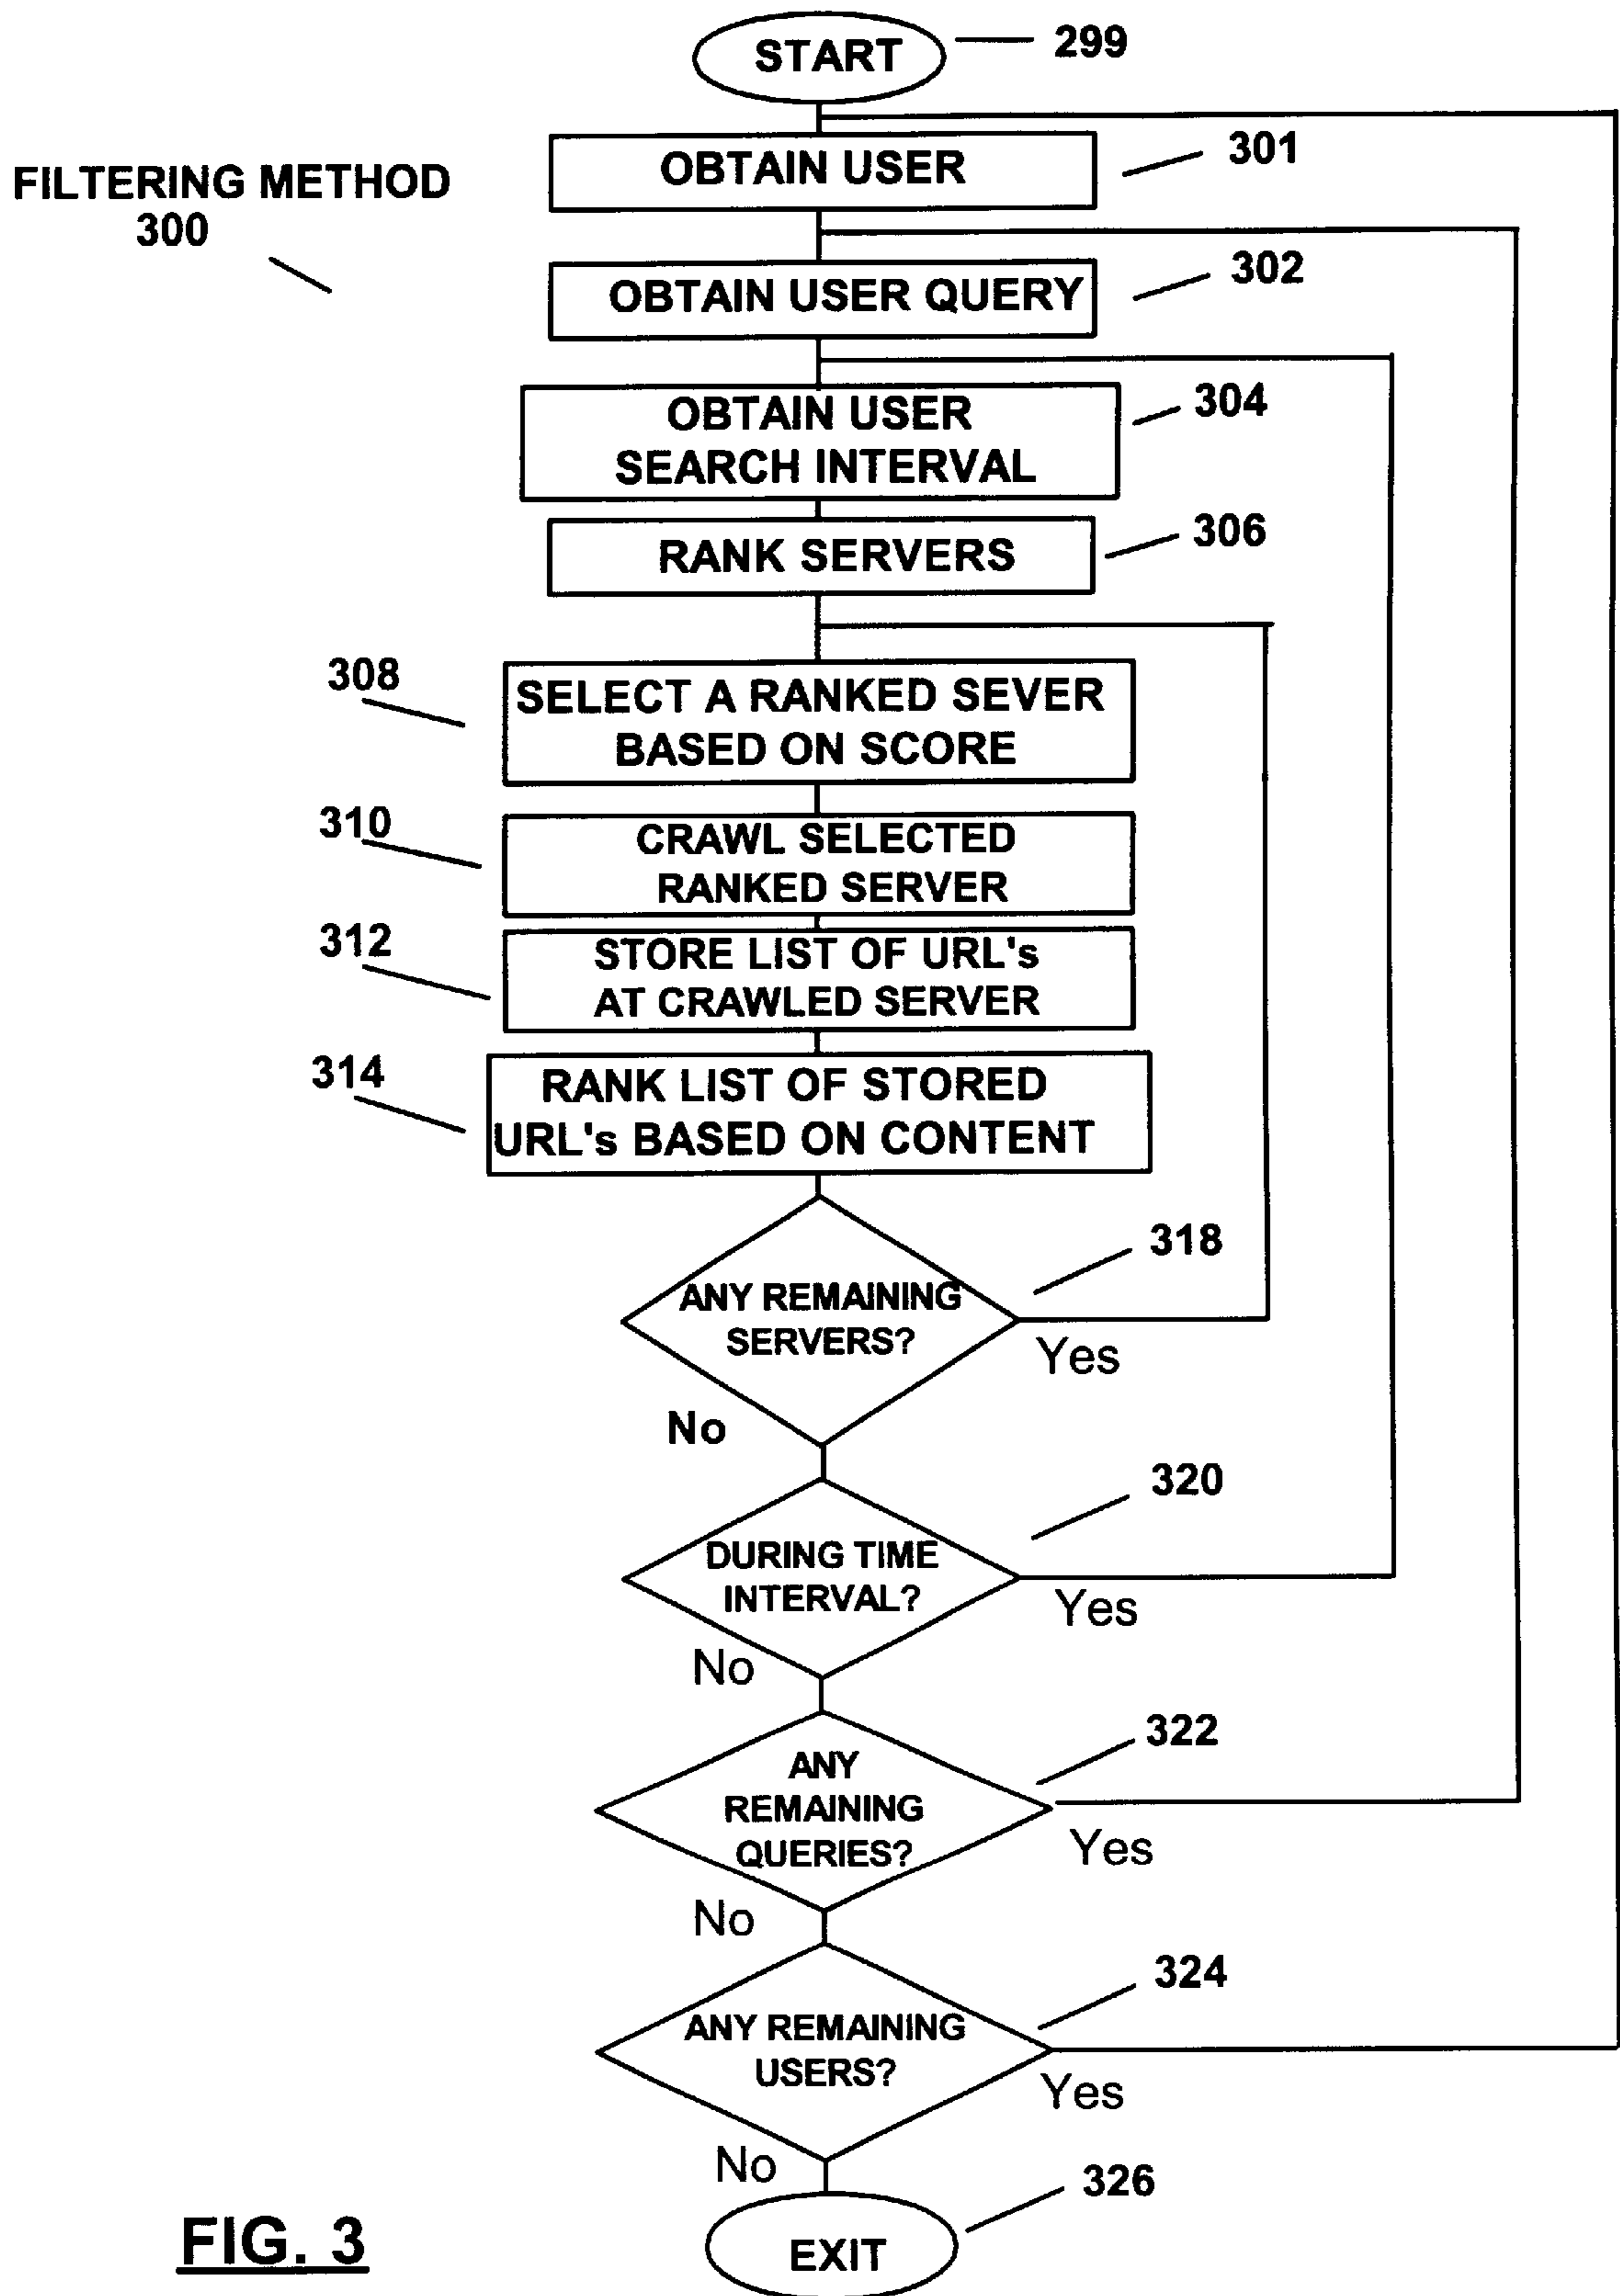 START
299
OBTAIN USER
301
FILTERING METHOD
300
OBTAIN USER QUERY
302
OBTAIN USER
SEARCH INTERVAL
304
RANK SERVERS
306
308
SELECT A RANKED SEVER
BASED ON SCORE
310
CRAWL SELECTED
RANKED SERVER
312
STORE LIST OF URL's
AT CRAWLED SERVER
314
RANK LIST OF STORED
URL's BASED ON CONTENT
318
ANY REMAINING
SERVERS?
Yes
No
320
DURING TIME
INTERVAL?
Yes
No
322
ANY
REMAINING
QUERIES?
Yes
No
324
ANY REMAINING
USERS?
Yes
No
326
EXIT
FIG. 3